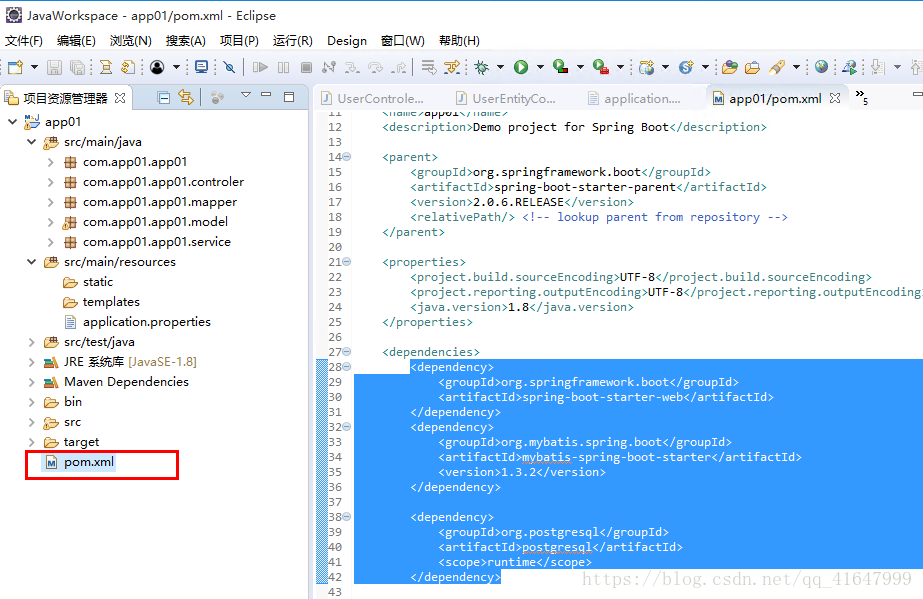 JavaWorkspace - app01/pom.xml - Eclipse
文件(F) 编辑(E) 浏览(N) 搜索(A) 项目(P) 运行(R) Design 窗口(W) 帮助(H)
项目资源管理器
app01
src/main/java
com.app01.app01
com.app01.app01.controler
com.app01.app01.mapper
com.app01.app01.model
com.app01.app01.service
src/main/resources
static
templates
application.properties
src/test/java
JRE 系统库 [JavaSE-1.8]
Maven Dependencies
bin
src
target
pom.xml
UserControle... UserEntityCo... application.... app01/pom.xml »5
11 <name>app01</name>
12 <description>Demo project for Spring Boot</description>
13
14 <parent>
15 <groupId>org.springframework.boot</groupId>
16 <artifactId>spring-boot-starter-parent</artifactId>
17 <version>2.0.6.RELEASE</version>
18 <relativePath/> <!-- lookup parent from repository -->
19 </parent>
20
21 <properties>
22 <project.build.sourceEncoding>UTF-8</project.build.sourceEncoding>
23 <project.reporting.outputEncoding>UTF-8</project.reporting.outputEncoding
24 <java.version>1.8</java.version>
25 </properties>
26
27 <dependencies>
28 <dependency>
29 <groupId>org.springframework.boot</groupId>
30 <artifactId>spring-boot-starter-web</artifactId>
31 </dependency>
32 <dependency>
33 <groupId>org.mybatis.spring.boot</groupId>
34 <artifactId>mybatis-spring-boot-starter</artifactId>
35 <version>1.3.2</version>
36 </dependency>
37
38 <dependency>
39 <groupId>org.postgresql</groupId>
40 <artifactId>postgresql</artifactId>
41 <scope>runtime</scope>
42 </dependency>
43
https://blog.csdn.net/qq_41647999